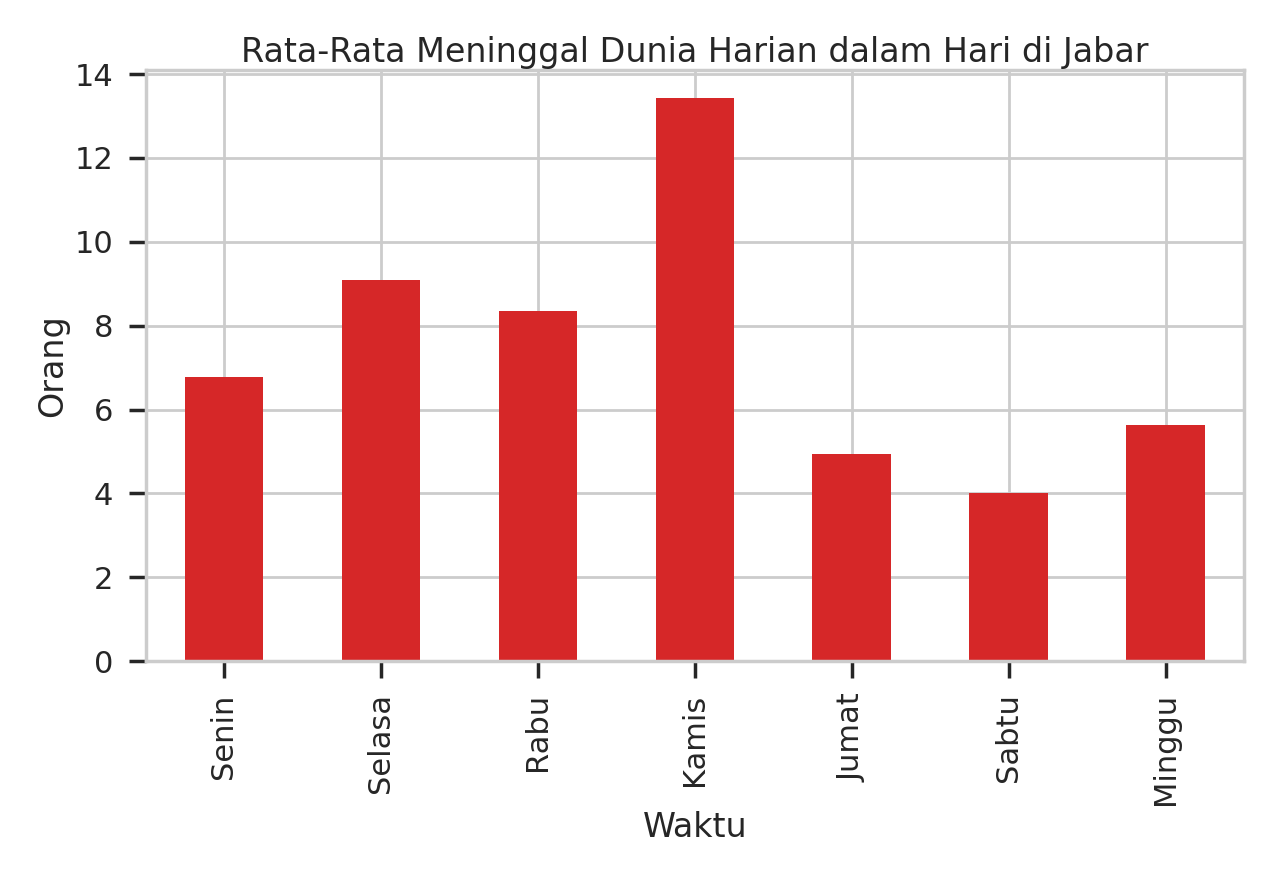 Rata-Rata Meninggal Dunia Harian dalam Hari di Jabar
14
12
10
8
6
4
2
0
Orang
Senin
Selasa
Rabu
Kamis
Jumat
Sabtu
Minggu
Waktu